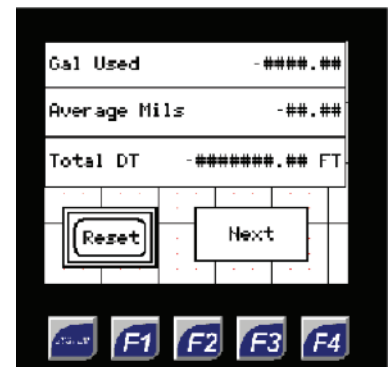 Gal Used -####.##
Average Mils -##.##
Total DT -#######.## FT
Reset Next
F1 F2 F3 F4